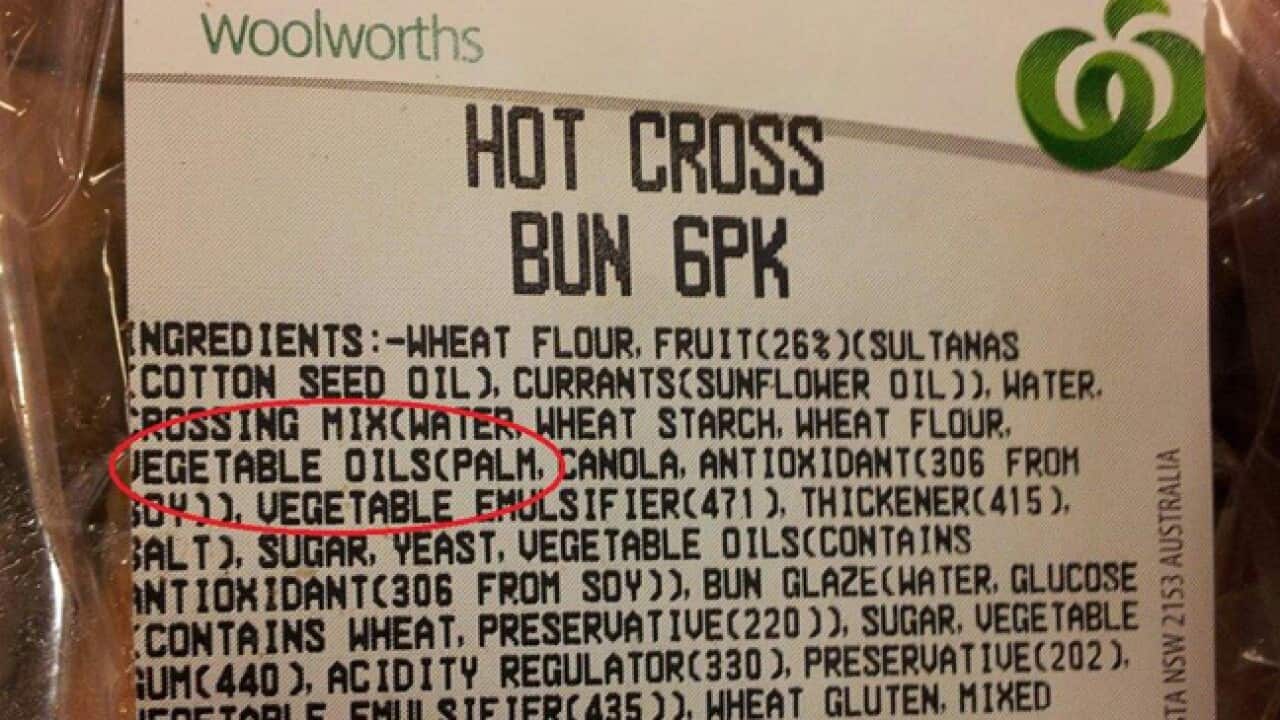 Woolworths
HOT CROSS
BUN 6PK
INGREDIENTS:-WHEAT FLOUR, FRUIT(26%)(SULTANAS
(COTTON SEED OIL), CURRANTS(SUNFLOWER OIL)), WATER,
CROSSING MIX(WATER, WHEAT STARCH, WHEAT FLOUR,
VEGETABLE OILS(PALM, CANOLA, ANTIOXIDANT(306 FROM
SOY)), VEGETABLE EMULSIFIER(471), THICKENER(415),
SALT), SUGAR, YEAST, VEGETABLE OILS(CONTAINS
ANTIOXIDANT(306 FROM SOY)), BUN GLAZE(WATER, GLUCOSE
(CONTAINS WHEAT, PRESERVATIVE(220)), SUGAR, VEGETABLE
GUM(440), ACIDITY REGULATOR(330), PRESERVATIVE(202),
VEGETABLE EMULSIFIER(435)), WHEAT GLUTEN, MIXED
TA NSW 2153 AUSTRALIA